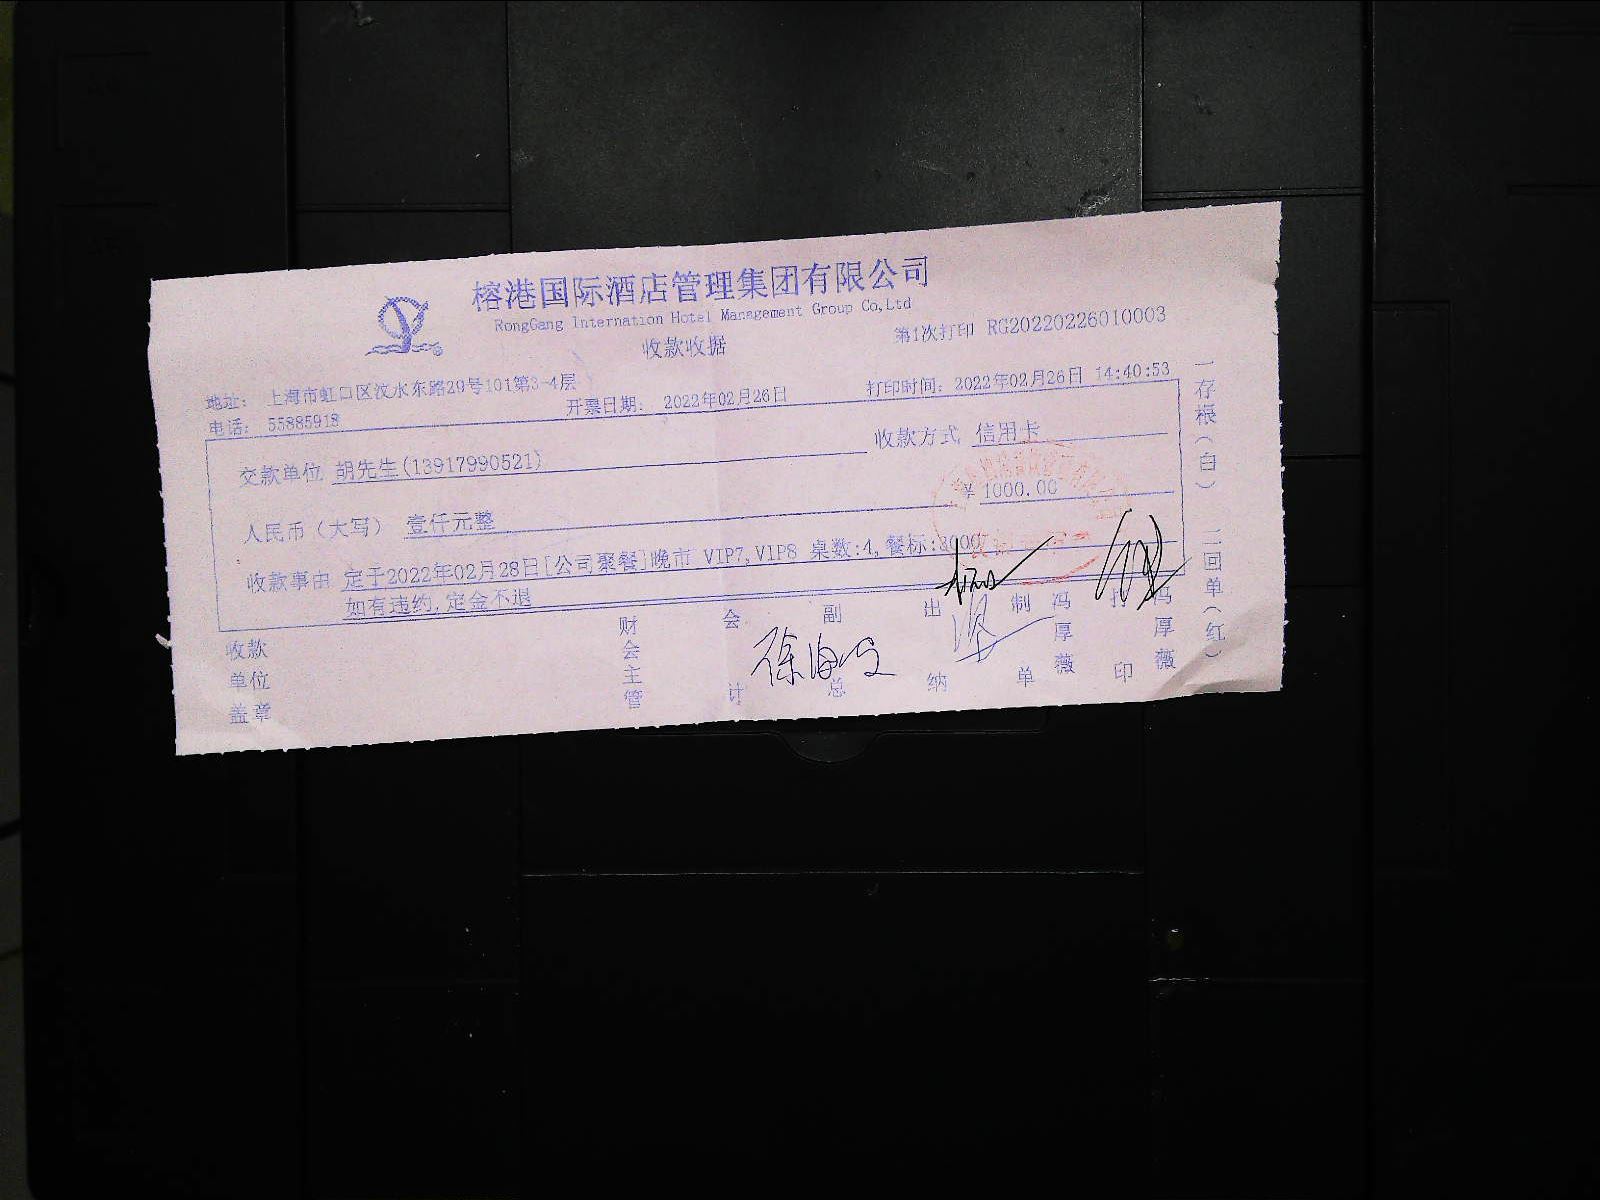 榕港国际酒店管理集团有限公司
RongGang Internation Hotel Management Group Co,Ltd
收款收据
第1次打印 RG20220226010003
地址: 上海市虹口区汶水东路29号101第3-4层
电话: 55885918
开票日期: 2022年02月26日
打印时间: 2022年02月26日 14:40:53
交款单位 胡先生(13917990521)
收款方式 信用卡
人民币（大写） 壹仟元整
¥ 1000.00
收款事由 定于2022年02月28日[公司聚餐]晚市 VIP7,VIP8 桌数:4,餐标:3000/
如有违约,定金不退
收款单位盖章
财会主管
会计
副总
出纳
制单 冯厚薇
打印 冯厚薇
一存根(白) 二回单(红)